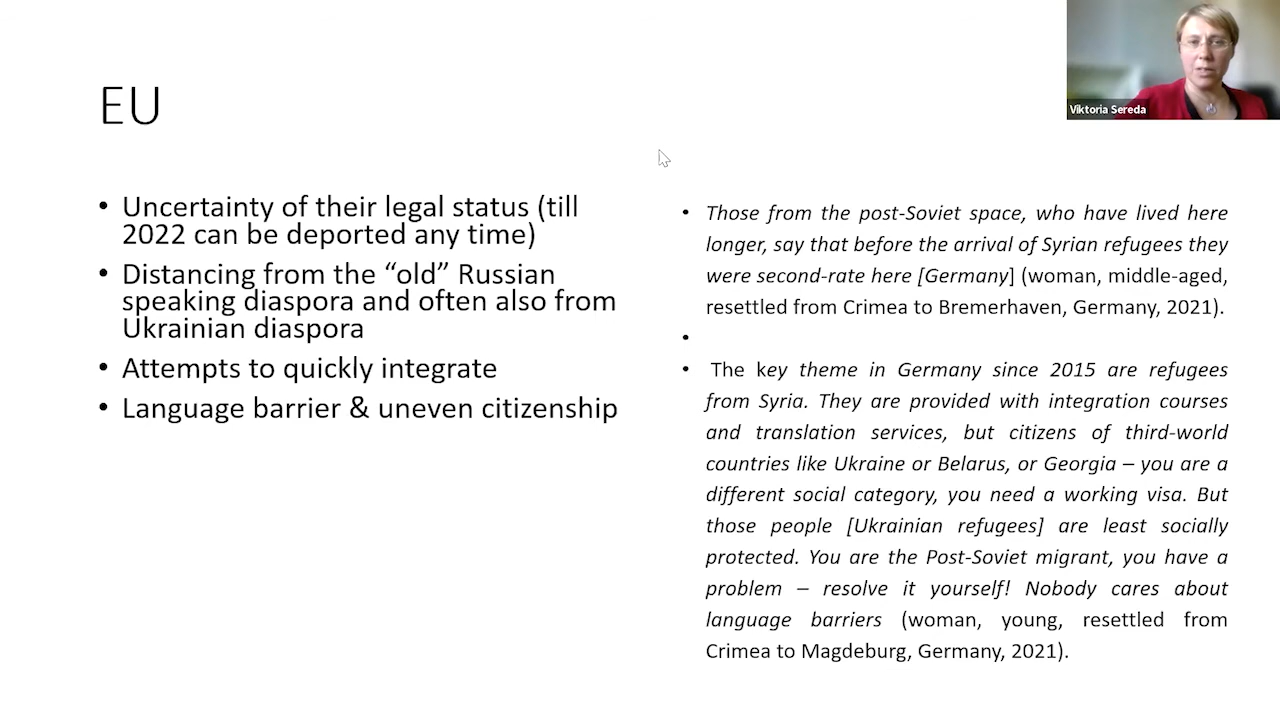 EU
Viktoria Sereda
• Uncertainty of their legal status (till
2022 can be deported any time)
• Distancing from the “old” Russian
speaking diaspora and often also from
Ukrainian diaspora
• Attempts to quickly integrate
• Language barrier & uneven citizenship
• Those from the post-Soviet space, who have lived here
longer, say that before the arrival of Syrian refugees they
were second-rate here [Germany] (woman, middle-aged,
resettled from Crimea to Bremerhaven, Germany, 2021).
•
• The key theme in Germany since 2015 are refugees
from Syria. They are provided with integration courses
and translation services, but citizens of third-world
countries like Ukraine or Belarus, or Georgia – you are a
different social category, you need a working visa. But
those people [Ukrainian refugees] are least socially
protected. You are the Post-Soviet migrant, you have a
problem – resolve it yourself! Nobody cares about
language barriers (woman, young, resettled from
Crimea to Magdeburg, Germany, 2021).